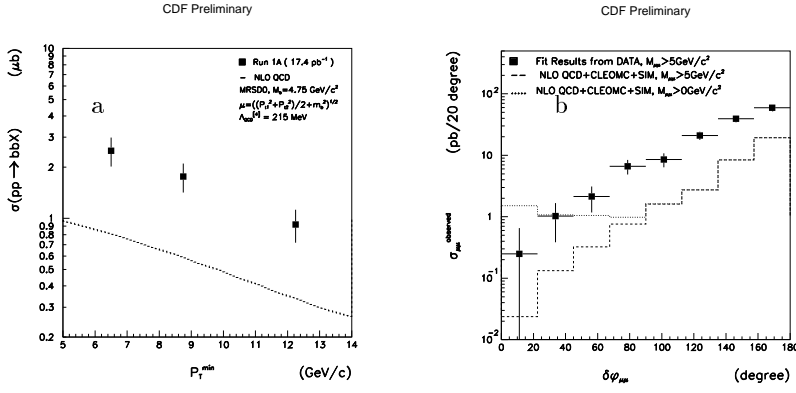 CDF Preliminary
σ(pp→bbX) (μb)
10
9
8
7
6
5
4
3
2
1
0.9
0.8
0.7
0.6
0.5
0.4
0.3
0.2
a
■ Run 1A ( 17.4 pb⁻¹)
– NLO QCD
MRSD0, M_b=4.75 GeV/c²
μ=((P_t1²+P_t2²)/2+m_b²)^1/2
Λ_QCD^[4] = 215 MeV
5 6 7 8 9 10 11 12 13 14
P_T^min (GeV/c)
CDF Preliminary
σ_μμ^observed (pb/20 degree)
10²
10
1
10⁻¹
10⁻²
b
■ Fit Results from DATA, M_μμ>5GeV/c²
--- NLO QCD+CLEOMC+SIM, M_μμ>5GeV/c²
...... NLO QCD+CLEOMC+SIM, M_μμ>0GeV/c²
0 20 40 60 80 100 120 140 160 180
δφ_μμ (degree)